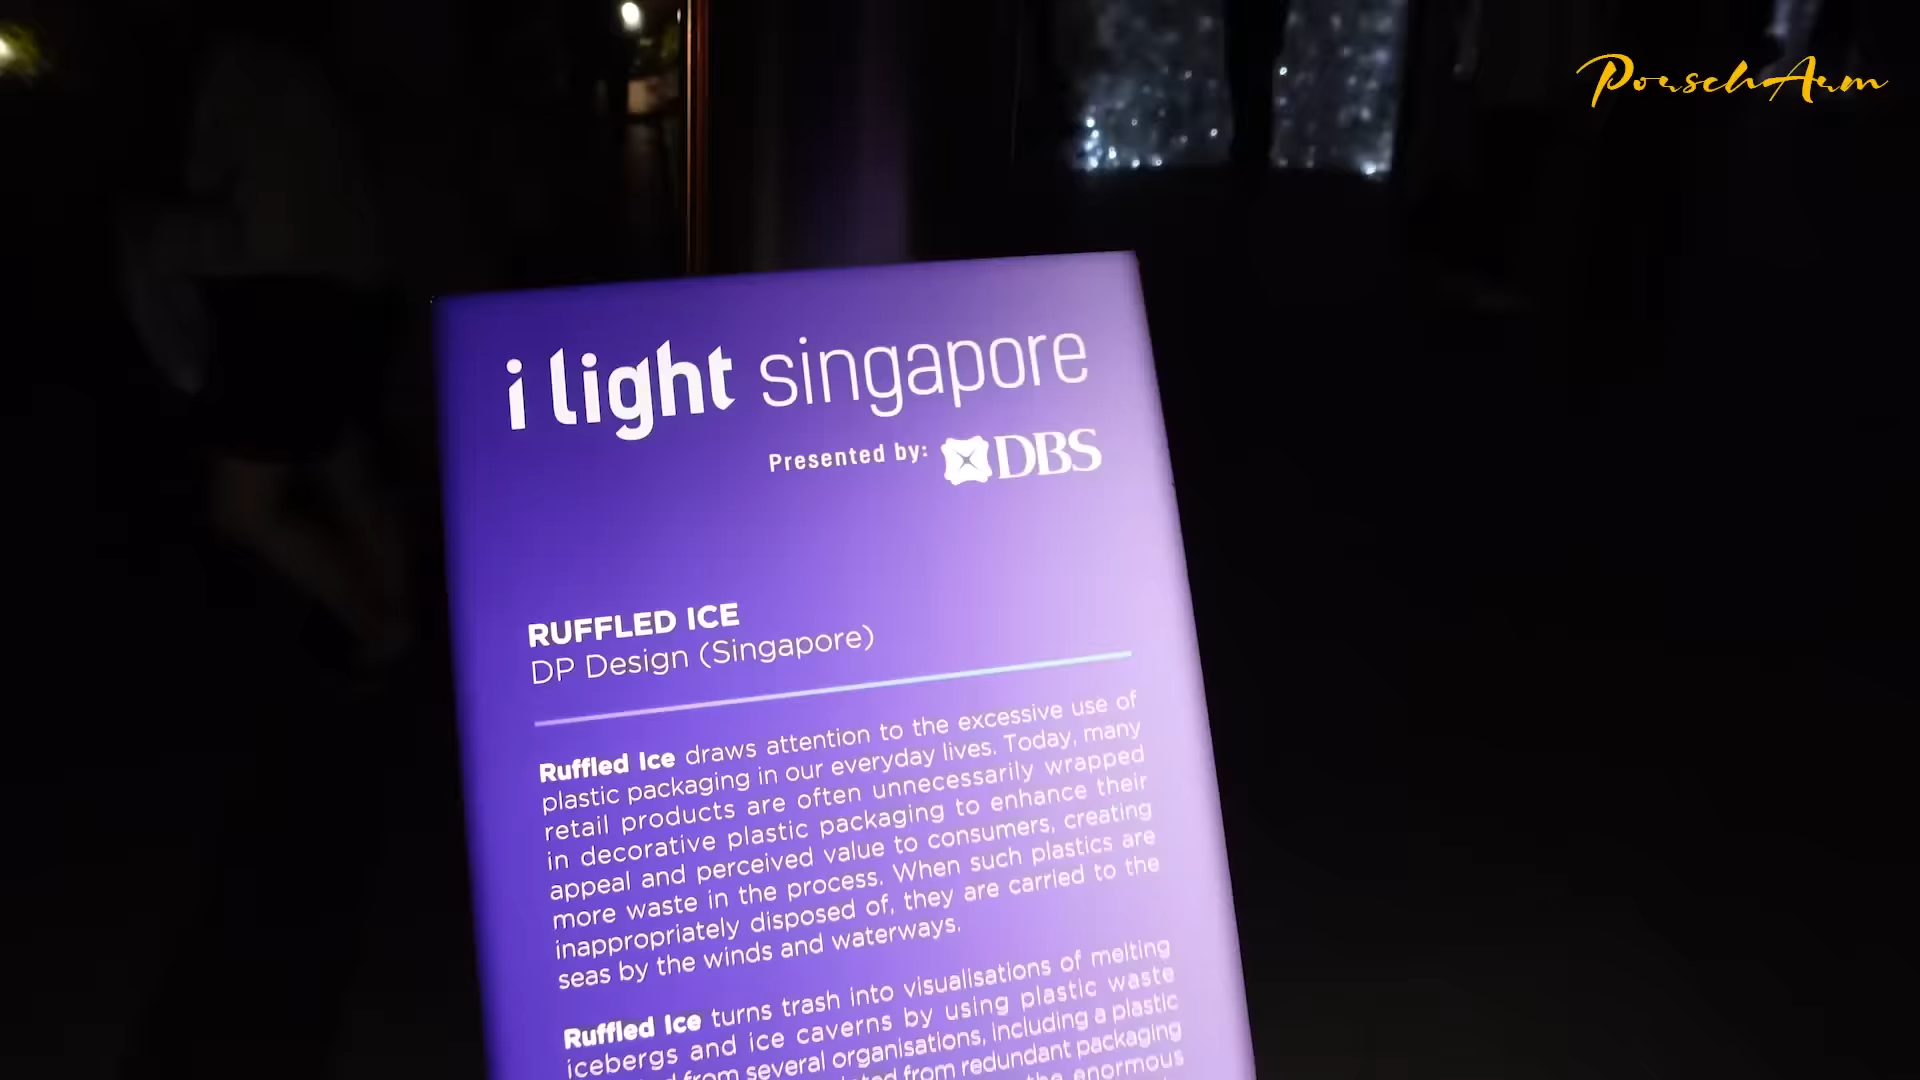 PorschArm
i light singapore
Presented by: DBS
RUFFLED ICE
DP Design (Singapore)
Ruffled Ice draws attention to the excessive use of
plastic packaging in our everyday lives. Today, many
retail products are often unnecessarily wrapped
in decorative plastic packaging to enhance their
appeal and perceived value to consumers, creating
more waste in the process. When such plastics are
inappropriately disposed of, they are carried to the
seas by the winds and waterways.
Ruffled Ice turns trash into visualisations of melting
icebergs and ice caverns by using plastic waste
from several organisations, including a plastic
from redundant packaging
the enormous